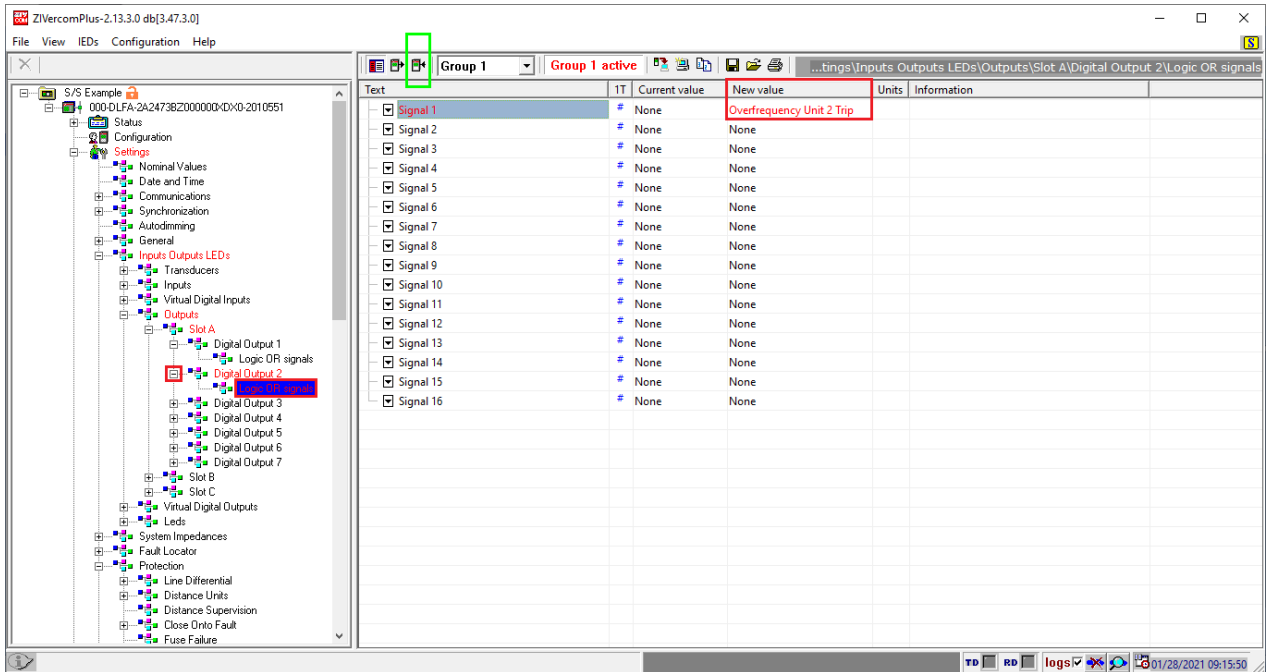 ZIVercomPlus-2.13.3.0 db[3.47.3.0]
File View IEDs Configuration Help
S
Group 1
Group 1 active
...tings\Inputs Outputs LEDs\Outputs\Slot A\Digital Output 2\Logic OR signals
S/S Example
000-DLFA-2A2473BZ000000XDX0-2010551
Status
Configuration
Settings
Nominal Values
Date and Time
Communications
Synchronization
Autodimming
General
Inputs Outputs LEDs
Transducers
Inputs
Virtual Digital Inputs
Outputs
Slot A
Digital Output 1
Logic OR signals
Digital Output 2
Logic OR signals
Digital Output 3
Digital Output 4
Digital Output 5
Digital Output 6
Digital Output 7
Slot B
Slot C
Virtual Digital Outputs
Leds
System Impedances
Fault Locator
Protection
Line Differential
Distance Units
Distance Supervision
Close Onto Fault
Fuse Failure
Text 1T Current value New value Units Information
Signal 1 # None Overfrequency Unit 2 Trip
Signal 2 # None None
Signal 3 # None None
Signal 4 # None None
Signal 5 # None None
Signal 6 # None None
Signal 7 # None None
Signal 8 # None None
Signal 9 # None None
Signal 10 # None None
Signal 11 # None None
Signal 12 # None None
Signal 13 # None None
Signal 14 # None None
Signal 15 # None None
Signal 16 # None None
TD RD logs 01/28/2021 09:15:50